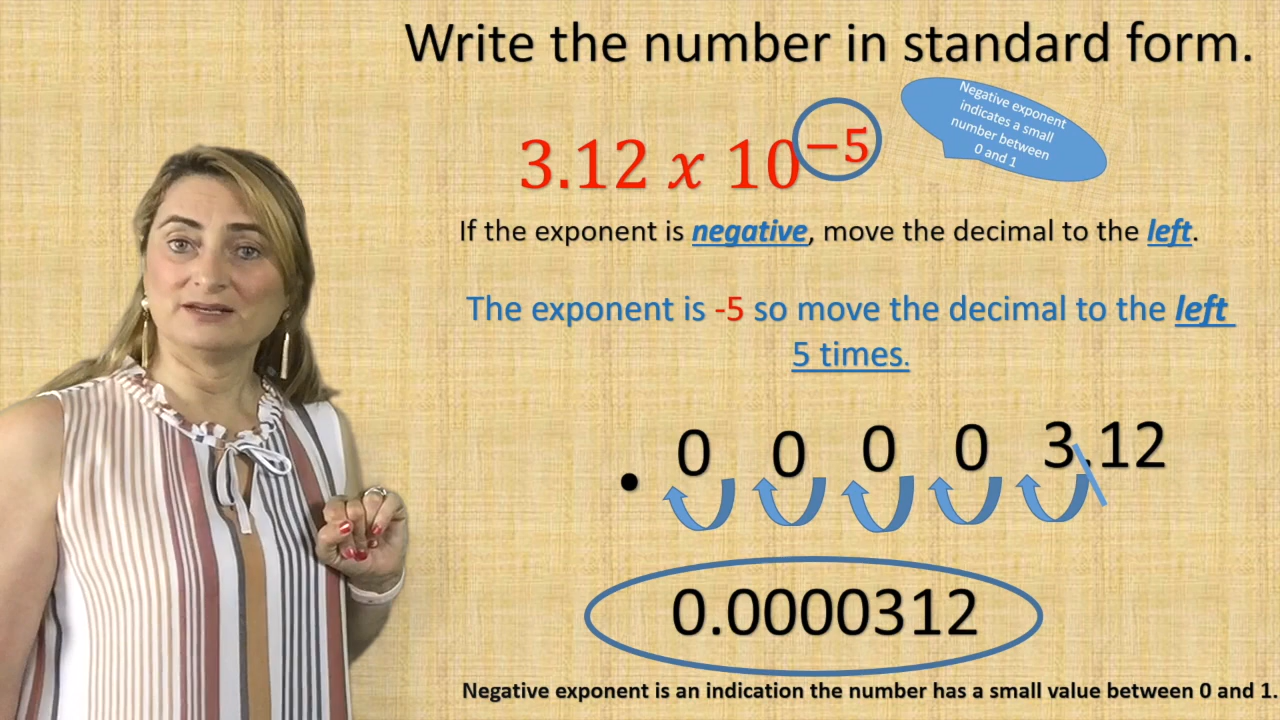 Write the number in standard form.
Negative exponent
indicates a small
number between
0 and 1
3.12 x 10⁻⁵
If the exponent is negative, move the decimal to the left.
The exponent is -5 so move the decimal to the left
5 times.
. 0 0 0 0 3.12
0.0000312
Negative exponent is an indication the number has a small value between 0 and 1.